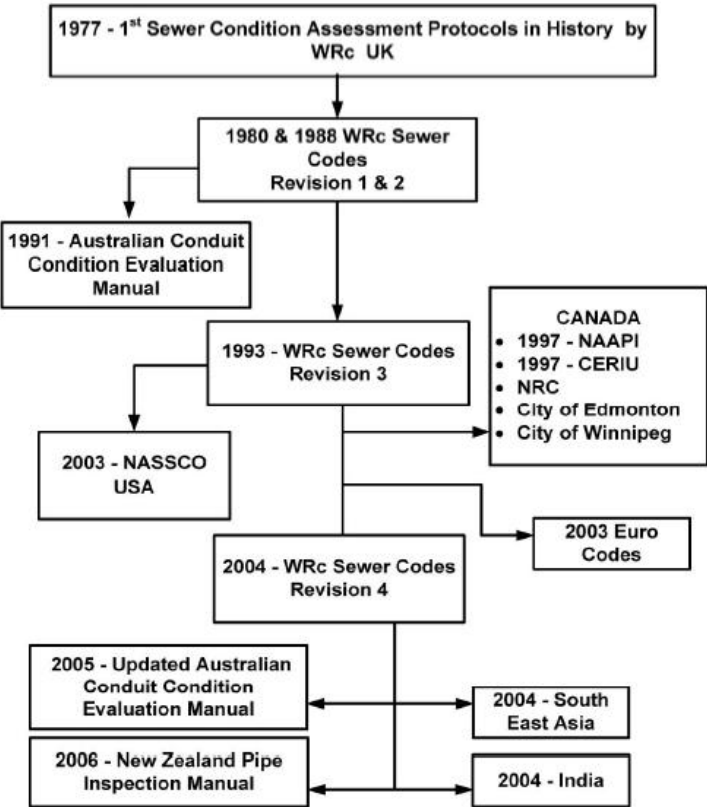 1977 - 1st Sewer Condition Assessment Protocols in History by
WRc UK
1980 & 1988 WRc Sewer
Codes
Revision 1 & 2
1991 - Australian Conduit
Condition Evaluation
Manual
1993 - WRc Sewer Codes
Revision 3
CANADA
• 1997 - NAAPI
• 1997 - CERIU
• NRC
• City of Edmonton
• City of Winnipeg
2003 - NASSCO
USA
2003 Euro
Codes
2004 - WRc Sewer Codes
Revision 4
2005 - Updated Australian
Conduit Condition
Evaluation Manual
2004 - South
East Asia
2006 - New Zealand Pipe
Inspection Manual
2004 - India